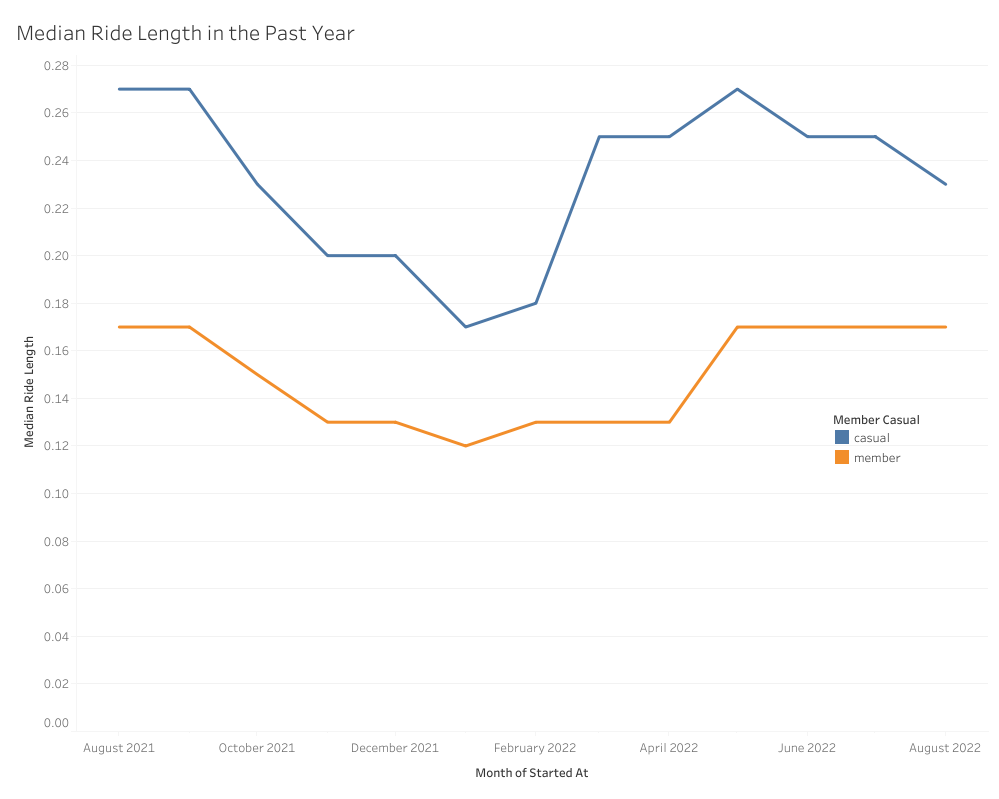 Median Ride Length in the Past Year
0.28
0.26
0.24
0.22
0.20
0.18
0.16
0.14
0.12
0.10
0.08
0.06
0.04
0.02
0.00
Median Ride Length
Member Casual
casual
member
August 2021 October 2021 December 2021 February 2022 April 2022 June 2022 August 2022
Month of Started At